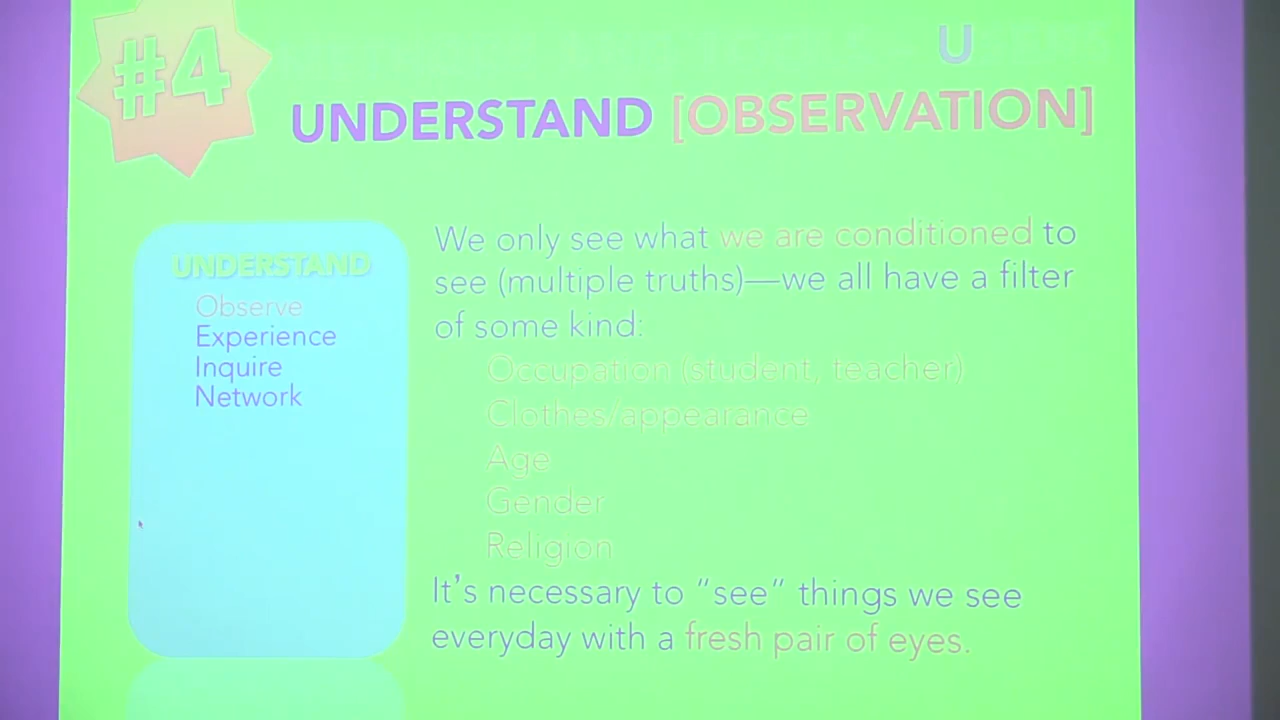 #4
U
UNDERSTAND [OBSERVATION]
UNDERSTAND
Observe
Experience
Inquire
Network
We only see what we are conditioned to
see (multiple truths)—we all have a filter
of some kind:
Occupation (student, teacher)
Clothes/appearance
Age
Gender
Religion
It’s necessary to “see” things we see
everyday with a fresh pair of eyes.